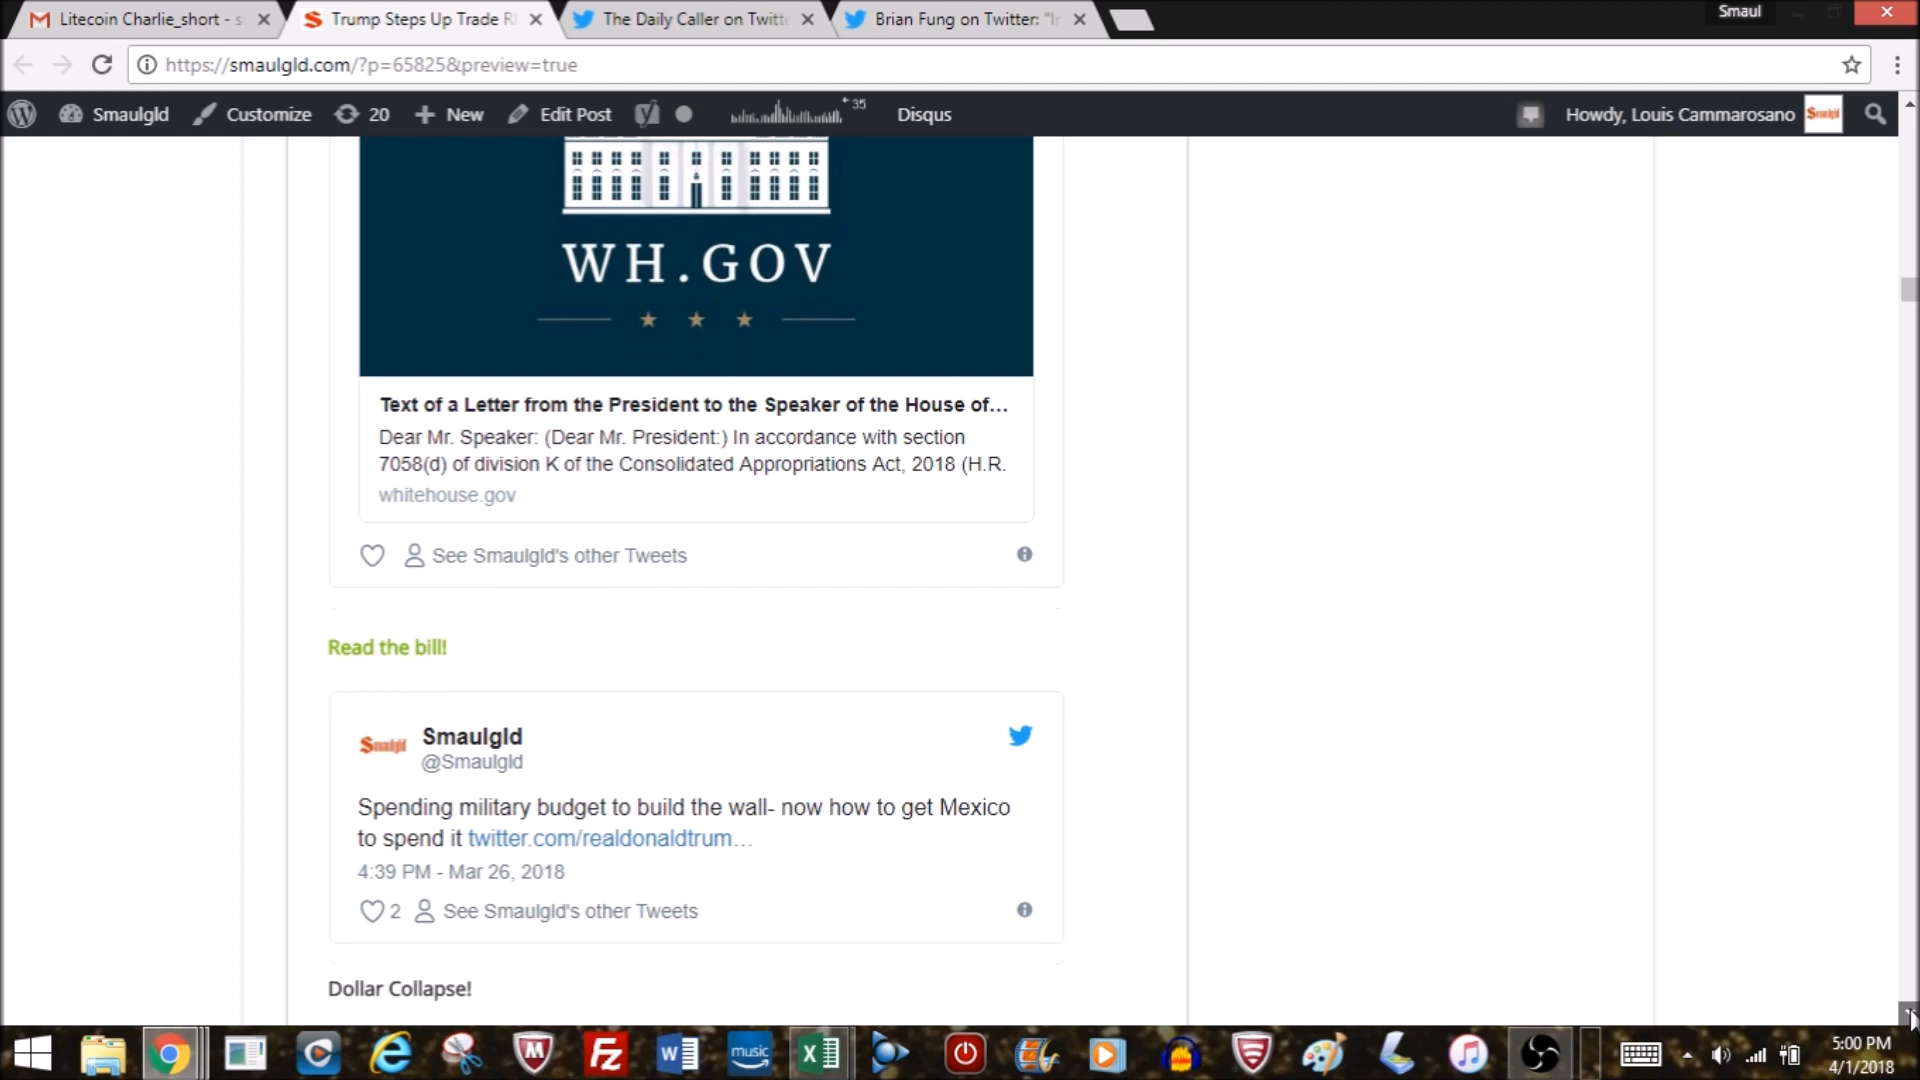 Litecoin Charlie_short - s
Trump Steps Up Trade R
The Daily Caller on Twitte
Brian Fung on Twitter: "Ir
Smaul
https://smaulgld.com/?p=65825&preview=true
Smaulgld
Customize
20
New
Edit Post
35
Disqus
Howdy, Louis Cammarosano
Smaulgld
WH.GOV
Text of a Letter from the President to the Speaker of the House of…
Dear Mr. Speaker: (Dear Mr. President:) In accordance with section
7058(d) of division K of the Consolidated Appropriations Act, 2018 (H.R.
whitehouse.gov
See Smaulgld's other Tweets
Read the bill!
Smaulgld
Smaulgld
@Smaulgld
Spending military budget to build the wall- now how to get Mexico
to spend it twitter.com/realdonaldtrum…
4:39 PM - Mar 26, 2018
2
See Smaulgld's other Tweets
Dollar Collapse!
music
5:00 PM
4/1/2018